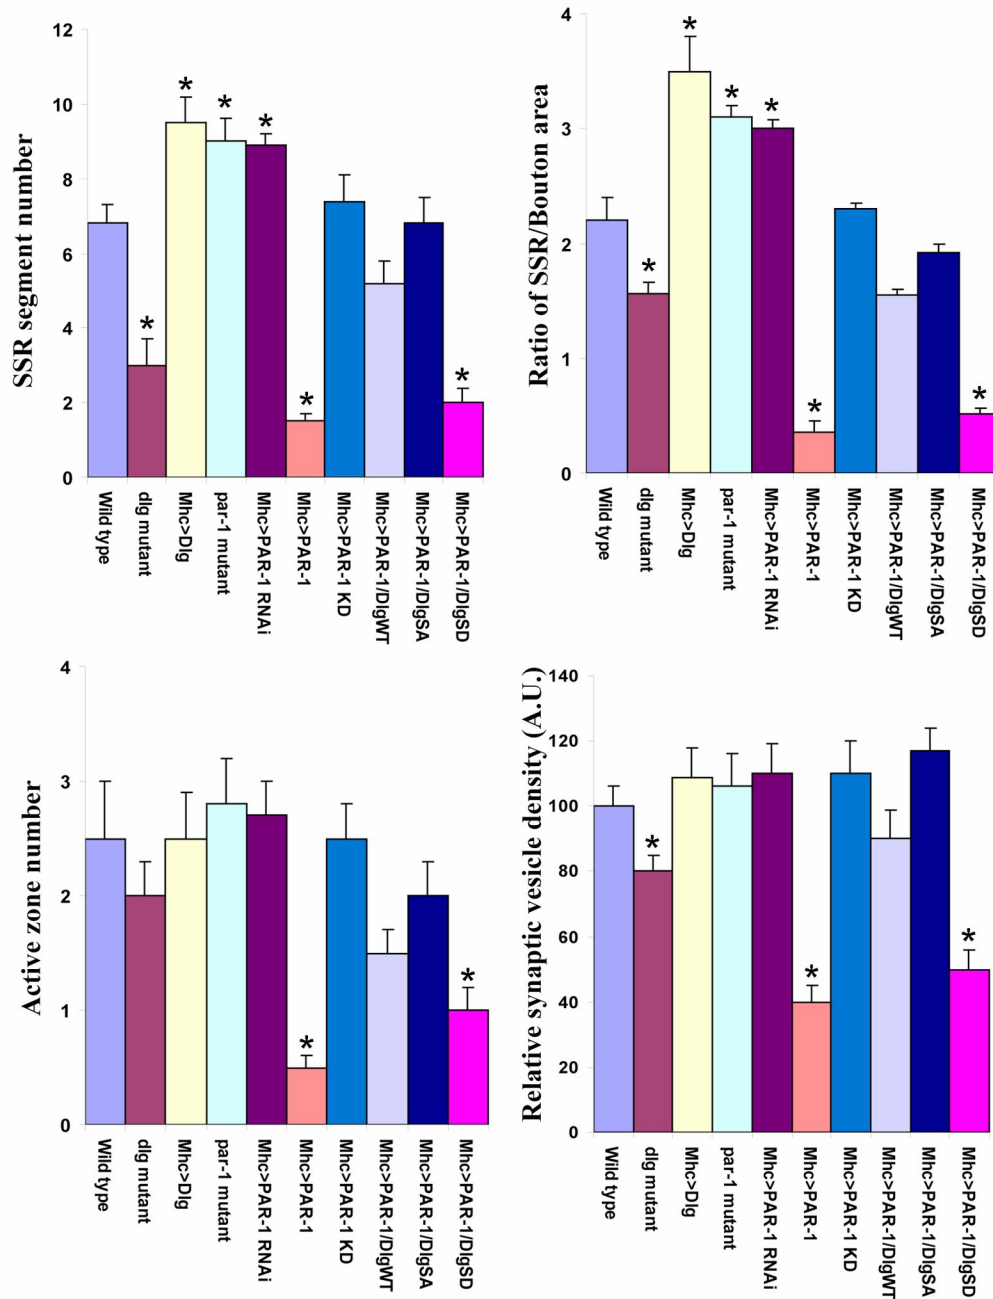 SSR segment number
12
10
8
6
4
2
0
* * * * * *
Wild type
dlg mutant
Mhc>Dlg
par-1 mutant
Mhc>PAR-1 RNAi
Mhc>PAR-1
Mhc>PAR-1 KD
Mhc>PAR-1/DlgWT
Mhc>PAR-1/DlgSA
Mhc>PAR-1/DlgSD
Ratio of SSR/Bouton area
4
3
2
1
0
* * * * * *
Wild type
dlg mutant
Mhc>Dlg
par-1 mutant
Mhc>PAR-1 RNAi
Mhc>PAR-1
Mhc>PAR-1 KD
Mhc>PAR-1/DlgWT
Mhc>PAR-1/DlgSA
Mhc>PAR-1/DlgSD
Active zone number
4
3
2
1
0
* *
Wild type
dlg mutant
Mhc>Dlg
par-1 mutant
Mhc>PAR-1 RNAi
Mhc>PAR-1
Mhc>PAR-1 KD
Mhc>PAR-1/DlgWT
Mhc>PAR-1/DlgSA
Mhc>PAR-1/DlgSD
Relative synaptic vesicle density (A.U.)
140
120
100
80
60
40
20
0
* * *
Wild type
dlg mutant
Mhc>Dlg
par-1 mutant
Mhc>PAR-1 RNAi
Mhc>PAR-1
Mhc>PAR-1 KD
Mhc>PAR-1/DlgWT
Mhc>PAR-1/DlgSA
Mhc>PAR-1/DlgSD